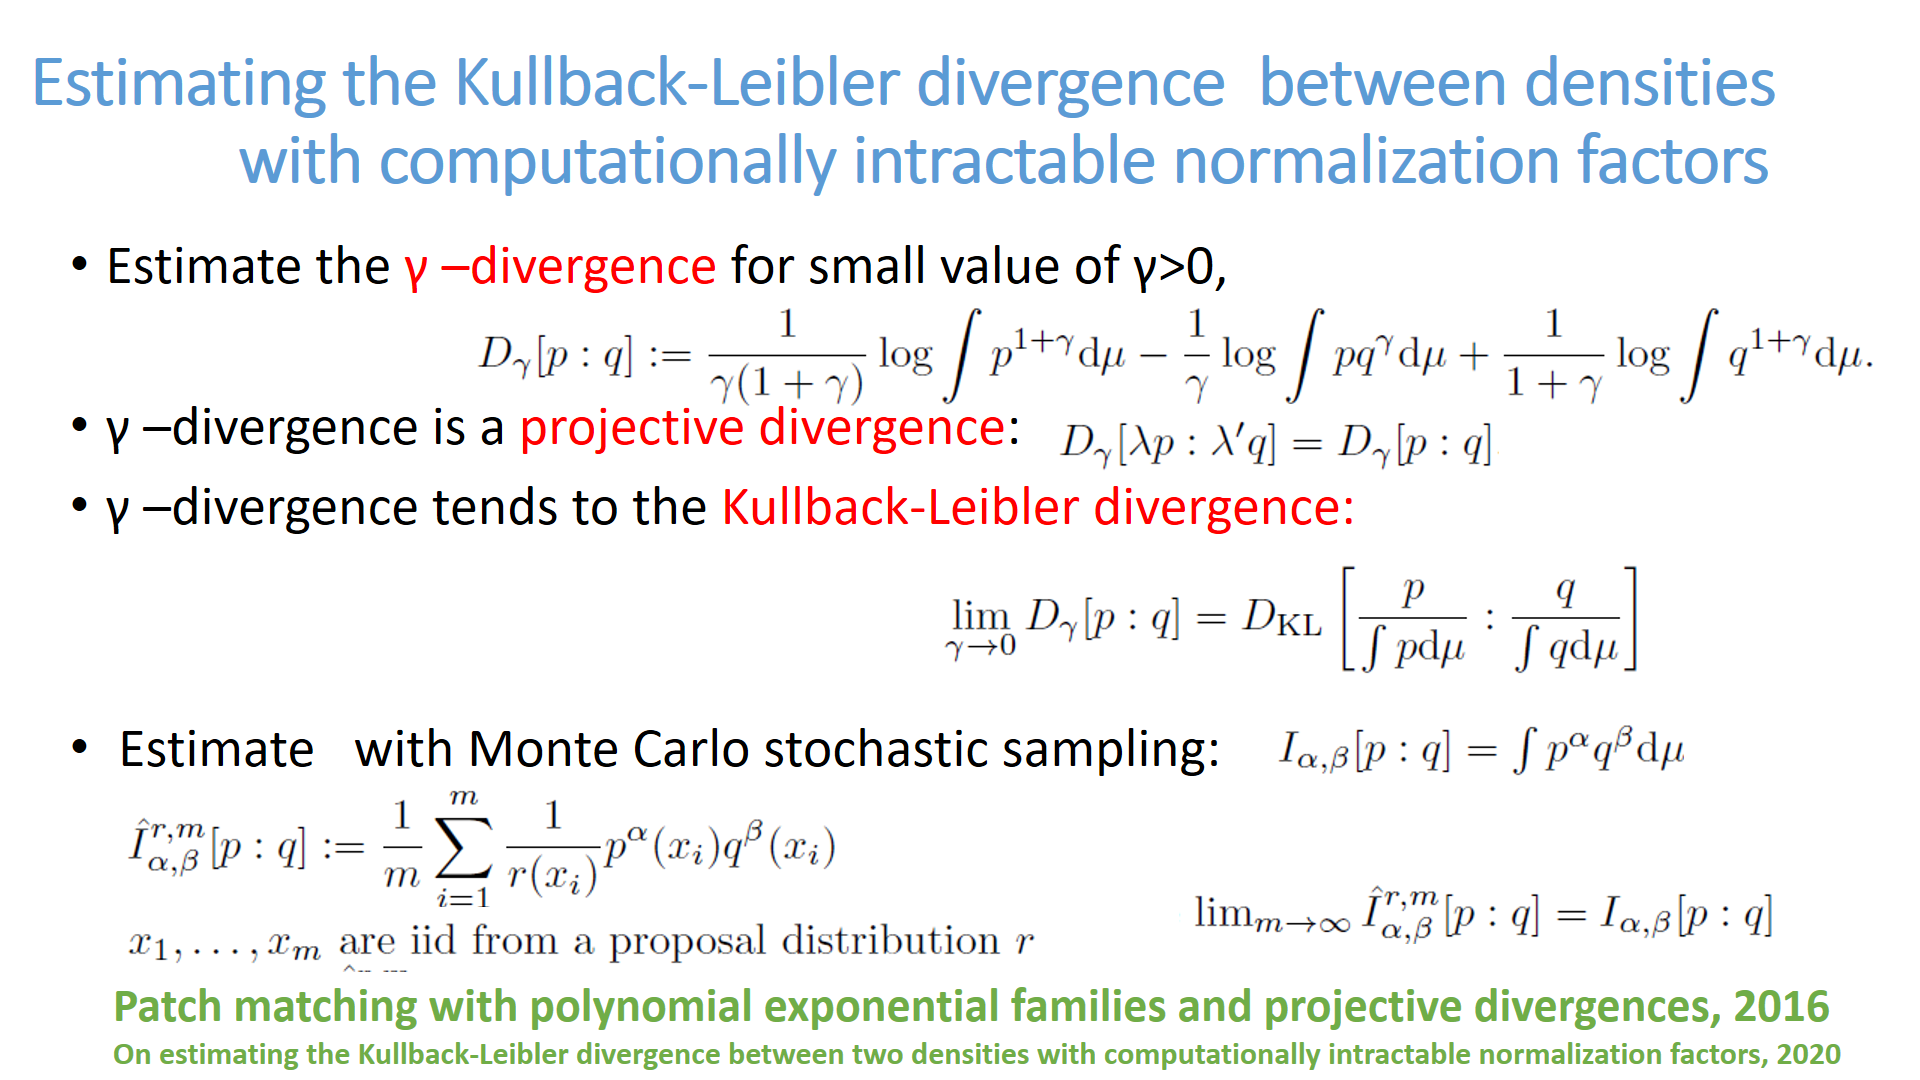 Estimating the Kullback-Leibler divergence between densities
with computationally intractable normalization factors
• Estimate the γ –divergence for small value of γ>0,
$D_\gamma[p : q] := \frac{1}{\gamma(1+\gamma)} \log \int p^{1+\gamma} \mathrm{d}\mu - \frac{1}{\gamma} \log \int p q^\gamma \mathrm{d}\mu + \frac{1}{1+\gamma} \log \int q^{1+\gamma} \mathrm{d}\mu.$
• γ –divergence is a projective divergence: $D_\gamma[\lambda p : \lambda' q] = D_\gamma[p : q]$
• γ –divergence tends to the Kullback-Leibler divergence:
$\lim_{\gamma \to 0} D_\gamma[p : q] = D_{\mathrm{KL}} \left[ \frac{p}{\int p \mathrm{d}\mu} : \frac{q}{\int q \mathrm{d}\mu} \right]$
• Estimate with Monte Carlo stochastic sampling: $I_{\alpha,\beta}[p : q] = \int p^\alpha q^\beta \mathrm{d}\mu$
$\hat{I}^{r,m}_{\alpha,\beta}[p : q] := \frac{1}{m} \sum_{i=1}^{m} \frac{1}{r(x_i)} p^\alpha(x_i) q^\beta(x_i)$
$\lim_{m \to \infty} \hat{I}^{r,m}_{\alpha,\beta}[p : q] = I_{\alpha,\beta}[p : q]$
$x_1, \ldots, x_m$ are iid from a proposal distribution $r$
Patch matching with polynomial exponential families and projective divergences, 2016
On estimating the Kullback-Leibler divergence between two densities with computationally intractable normalization factors, 2020